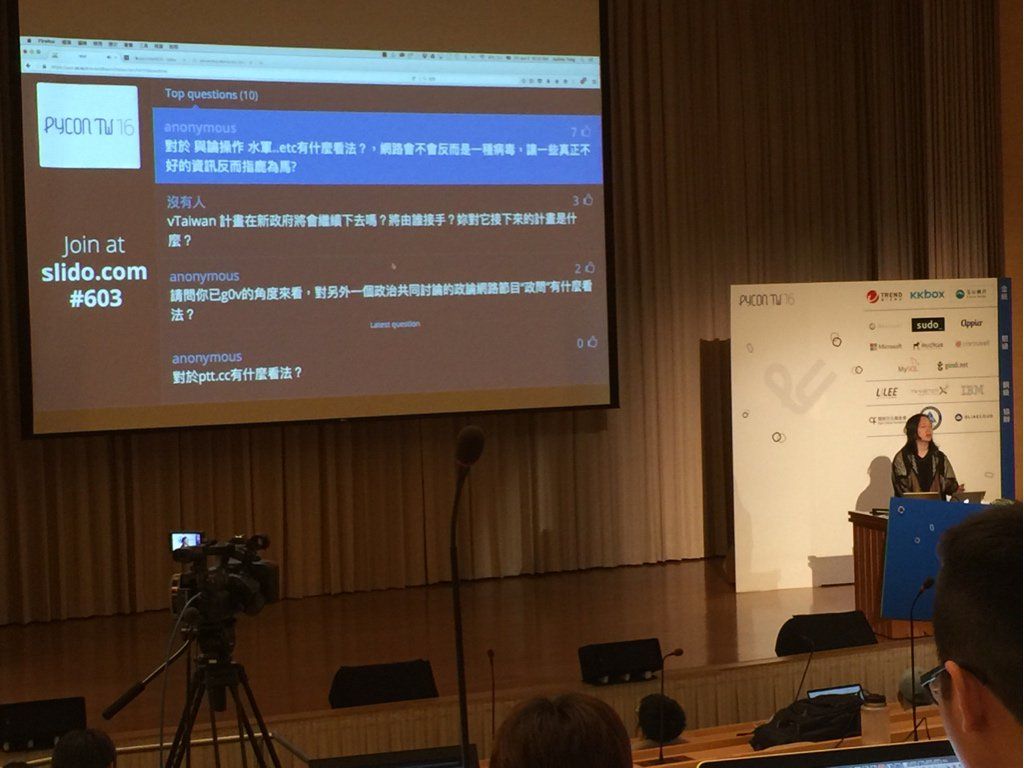 Top questions (10)
PYCON TW 16
anonymous
7
對於 與論操作 水軍..etc有什麼看法？，網路會不會反而是一種病毒，讓一些真正不
好的資訊反而指鹿為馬?
沒有人
3
vTaiwan 計畫在新政府將會繼續下去嗎？將由誰接手？妳對它接下來的計畫是什
麼？
Join at
slido.com
#603
anonymous
2
請問你已g0v的角度來看，對另外一個政治共同討論的政論網路節目"政問"有什麼看
法？
Latest question
anonymous
0
對於ptt.cc有什麼看法？
PYCON TW 16
TREND
KKBOX
sudo_
Appier
Microsoft
MySQL
gandi.net
LILEE
IBM